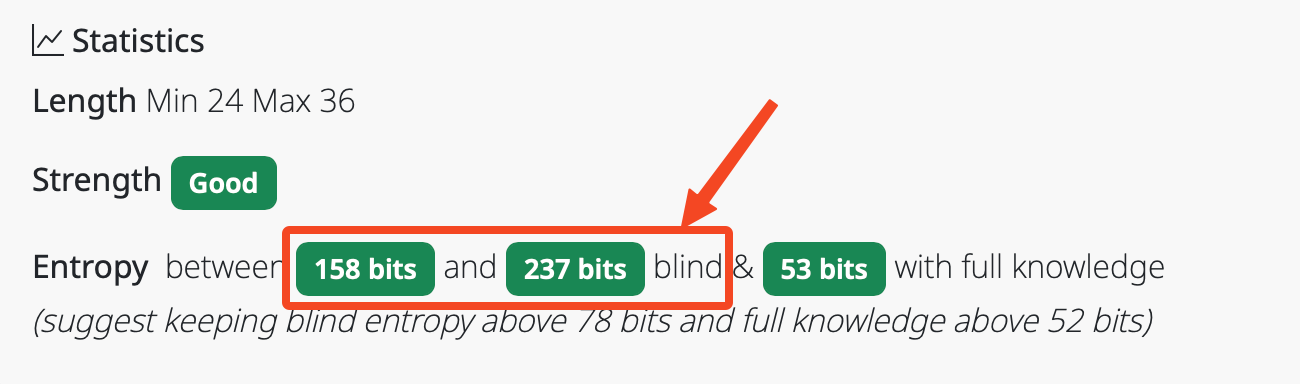 Statistics
Length Min 24 Max 36
Strength Good
Entropy between 158 bits and 237 bits blind & 53 bits with full knowledge
(suggest keeping blind entropy above 78 bits and full knowledge above 52 bits)